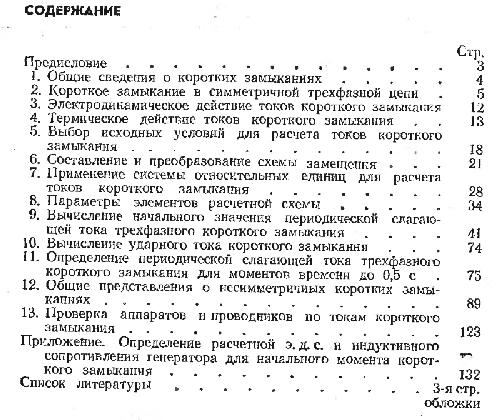 СОДЕРЖАНИЕ
Стр.
Предисловие . . . . . . . . . . . . 3
1. Общие сведения о коротких замыканиях . . . . 4
2. Короткое замыкание в симметричной трехфазной цепи . 5
3. Электродинамическое действие токов короткого замыкания 12
4. Термическое действие токов короткого замыкания . 13
5. Выбор исходных условий для расчета токов короткого
замыкания . . . . . . . . . . . . 18
6. Составление и преобразование схемы замещения . . . 21
7. Применение системы относительных единиц для расчета
токов короткого замыкания . . . . . . . 28
8. Параметры элементов расчетной схемы . . . . . 34
9. Вычисление начального значения периодической слагаю-
щей тока трехфазного короткого замыкания . . . . 41
10. Вычисление ударного тока короткого замыкания . . 74
11. Определение периодической слагающей тока трехфазного
короткого замыкания для моментов времени до 0,5 с . 75
12. Общие представления о несимметричных коротких замы-
каниях . . . . . . . . . . . . . 89
13. Проверка аппаратов и проводников по токам короткого
замыкания . . . . . . . . . . . . 123
Приложение. Определение расчетной э. д. с. и индуктивного
сопротивления генератора для начального момента корот-
кого замыкания . . . . . . . . . . . 132
Список литературы . . . . . . . . . 3-я стр.
обложки